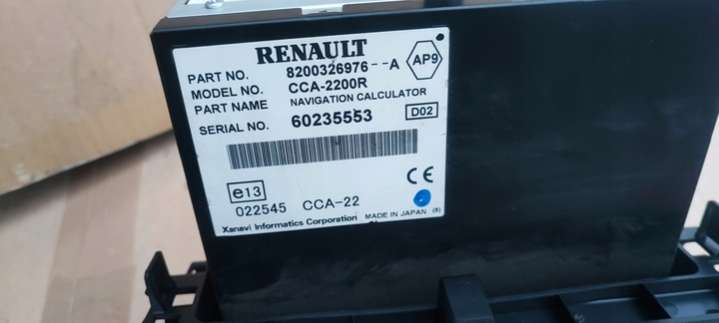 RENAULT
PART NO. 8200326976--A AP9
MODEL NO. CCA-2200R
PART NAME NAVIGATION CALCULATOR
SERIAL NO. 60235553 D02
e13 CE
022545 CCA-22
Xanavi Informatics Corporation MADE IN JAPAN (8)